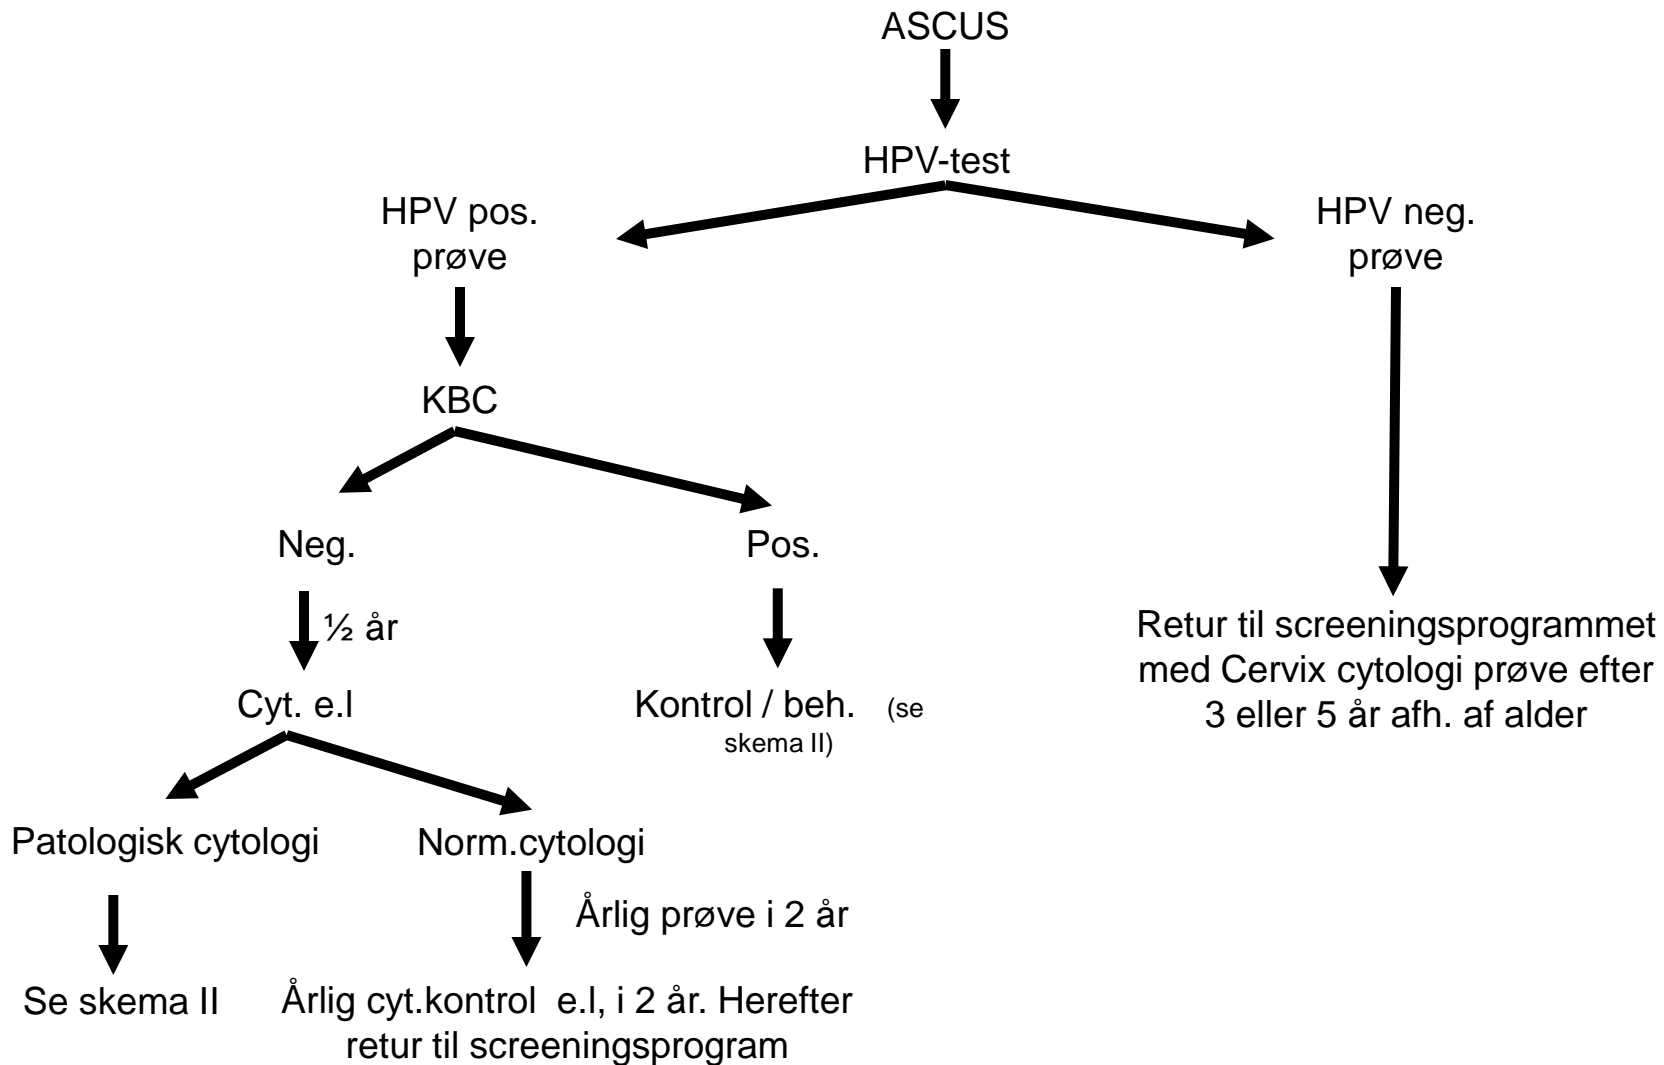 ASCUS
HPV-test
HPV pos.
prøve
HPV neg.
prøve
KBC
Neg.
Pos.
½ år
Retur til screeningsprogrammet
med Cervix cytologi prøve efter
3 eller 5 år afh. af alder
Cyt. e.l
Kontrol / beh. (se
skema II)
Patologisk cytologi
Norm.cytologi
Årlig prøve i 2 år
Se skema II
Årlig cyt.kontrol e.l, i 2 år. Herefter
retur til screeningsprogram